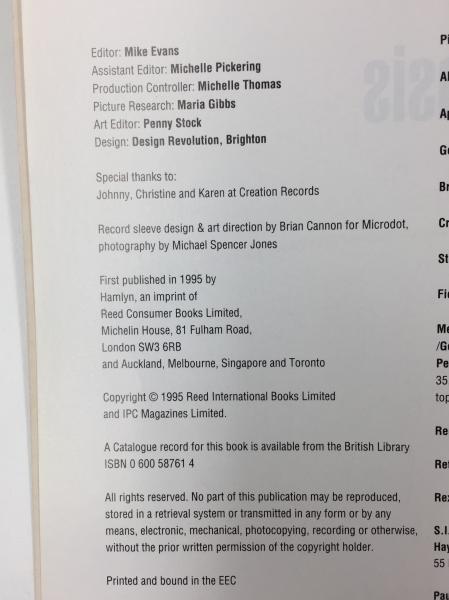 Editor: Mike Evans
Assistant Editor: Michelle Pickering
Production Controller: Michelle Thomas
Picture Research: Maria Gibbs
Art Editor: Penny Stock
Design: Design Revolution, Brighton
Special thanks to:
Johnny, Christine and Karen at Creation Records
Record sleeve design & art direction by Brian Cannon for Microdot,
photography by Michael Spencer Jones
First published in 1995 by
Hamlyn, an imprint of
Reed Consumer Books Limited,
Michelin House, 81 Fulham Road,
London SW3 6RB
and Auckland, Melbourne, Singapore and Toronto
Copyright © 1995 Reed International Books Limited
and IPC Magazines Limited.
A Catalogue record for this book is available from the British Library
ISBN 0 600 58761 4
All rights reserved. No part of this publication may be reproduced,
stored in a retrieval system or transmitted in any form or by any
means, electronic, mechanical, photocopying, recording or otherwise,
without the prior written permission of the copyright holder.
Printed and bound in the EEC
35
top
S.I.
55